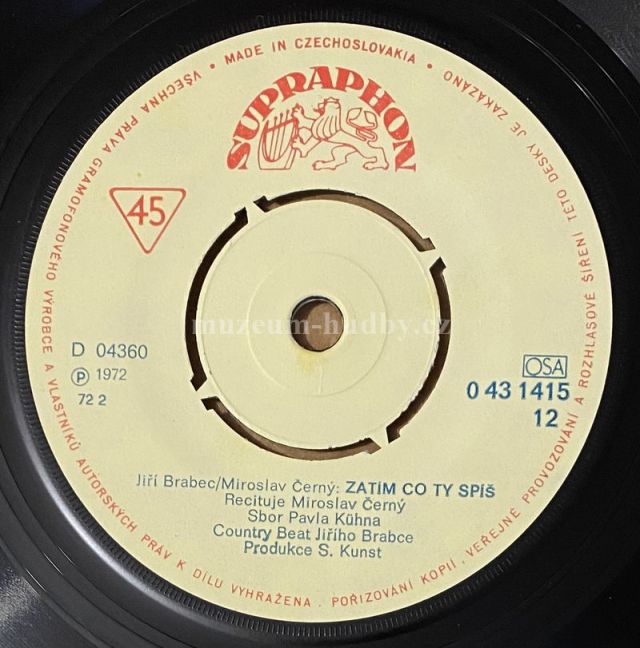 VŠECHNA PRÁVA GRAMOFONOVÉHO VÝROBCE A VLASTNÍKŮ AUTORSKÝCH PRÁV K DÍLU VYHRAŽENA . POŘIZOVÁNÍ KOPIÍ, VEŘEJNÉ PROVOZOVÁNÍ A ROZHLASOVÉ ŠÍŘENÍ TÉTO DESKY JE ZAKÁZÁNO
• MADE IN CZECHOSLOVAKIA •
SUPRAPHON
45
muzeum-hudby.cz
D 04360
Ⓟ 1972
72 2
OSA
0 43 1415
12
Jiří Brabec/Miroslav Černý: ZATÍM CO TY SPÍŠ
Recituje Miroslav Černý
Sbor Pavla Kühna
Country Beat Jiřího Brabce
Produkce S. Kunst